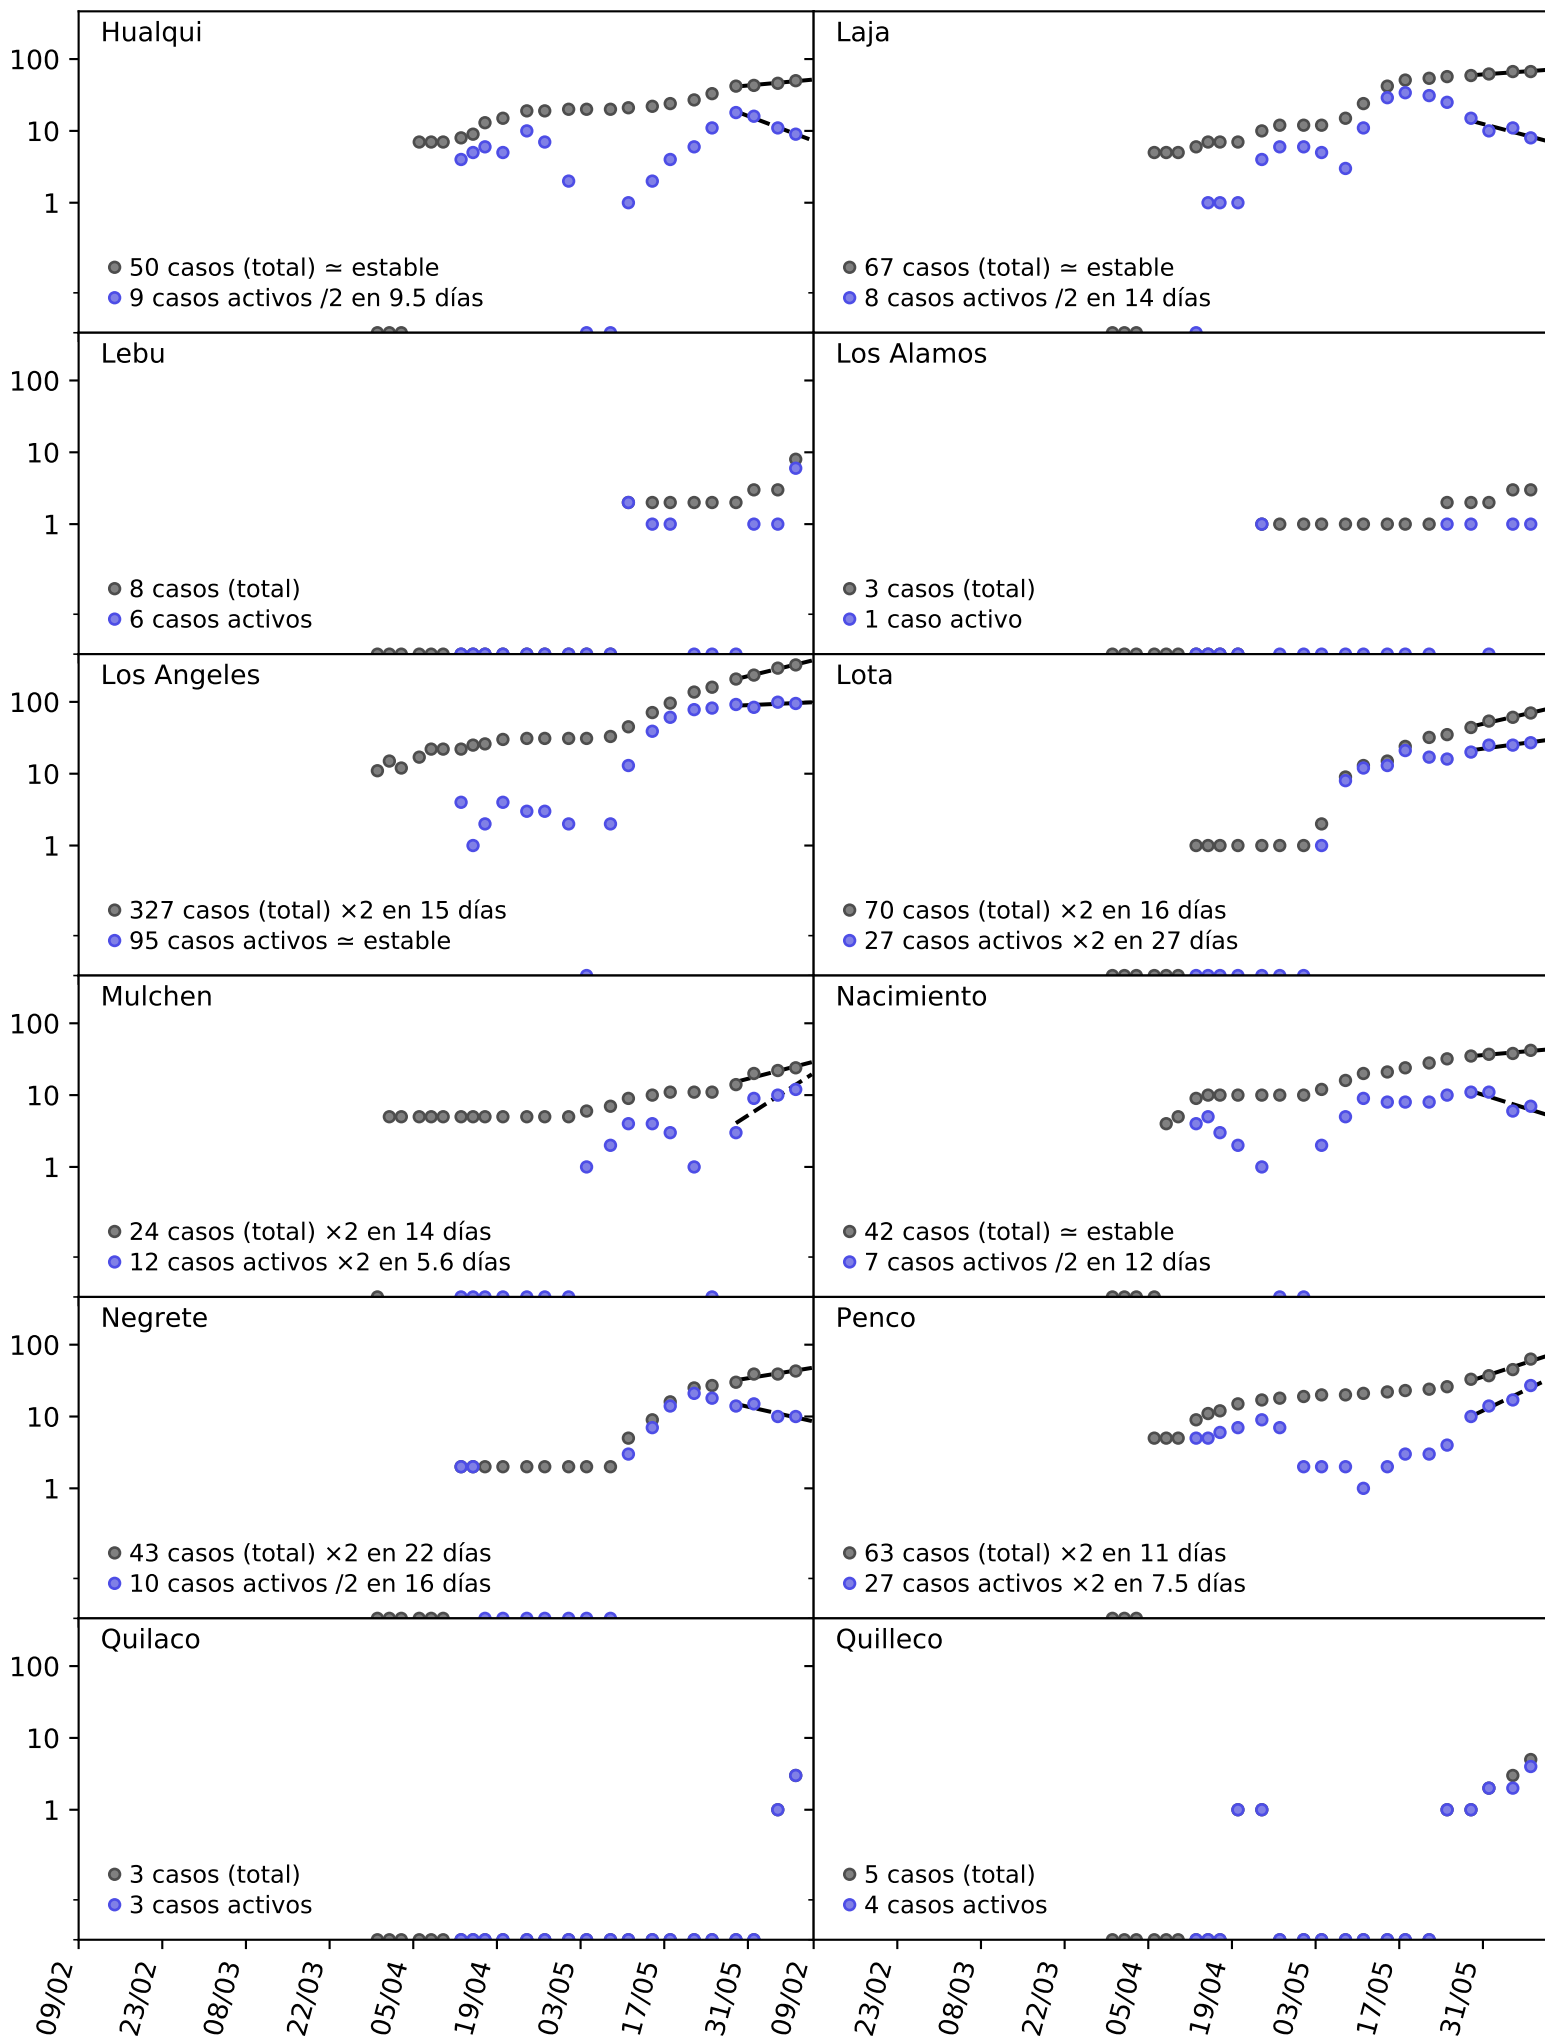 Hualqui
100
10
1
50 casos (total) ≃ estable
9 casos activos /2 en 9.5 días
Laja
67 casos (total) ≃ estable
8 casos activos /2 en 14 días
Lebu
100
10
1
8 casos (total)
6 casos activos
Los Alamos
3 casos (total)
1 caso activo
Los Angeles
100
10
1
327 casos (total) ×2 en 15 días
95 casos activos ≃ estable
Lota
70 casos (total) ×2 en 16 días
27 casos activos ×2 en 27 días
Mulchen
100
10
1
24 casos (total) ×2 en 14 días
12 casos activos ×2 en 5.6 días
Nacimiento
42 casos (total) ≃ estable
7 casos activos /2 en 12 días
Negrete
100
10
1
43 casos (total) ×2 en 22 días
10 casos activos /2 en 16 días
Penco
63 casos (total) ×2 en 11 días
27 casos activos ×2 en 7.5 días
Quilaco
100
10
1
3 casos (total)
3 casos activos
Quilleco
5 casos (total)
4 casos activos
09/02
23/02
08/03
22/03
05/04
19/04
03/05
17/05
31/05
09/02
23/02
08/03
22/03
05/04
19/04
03/05
17/05
31/05